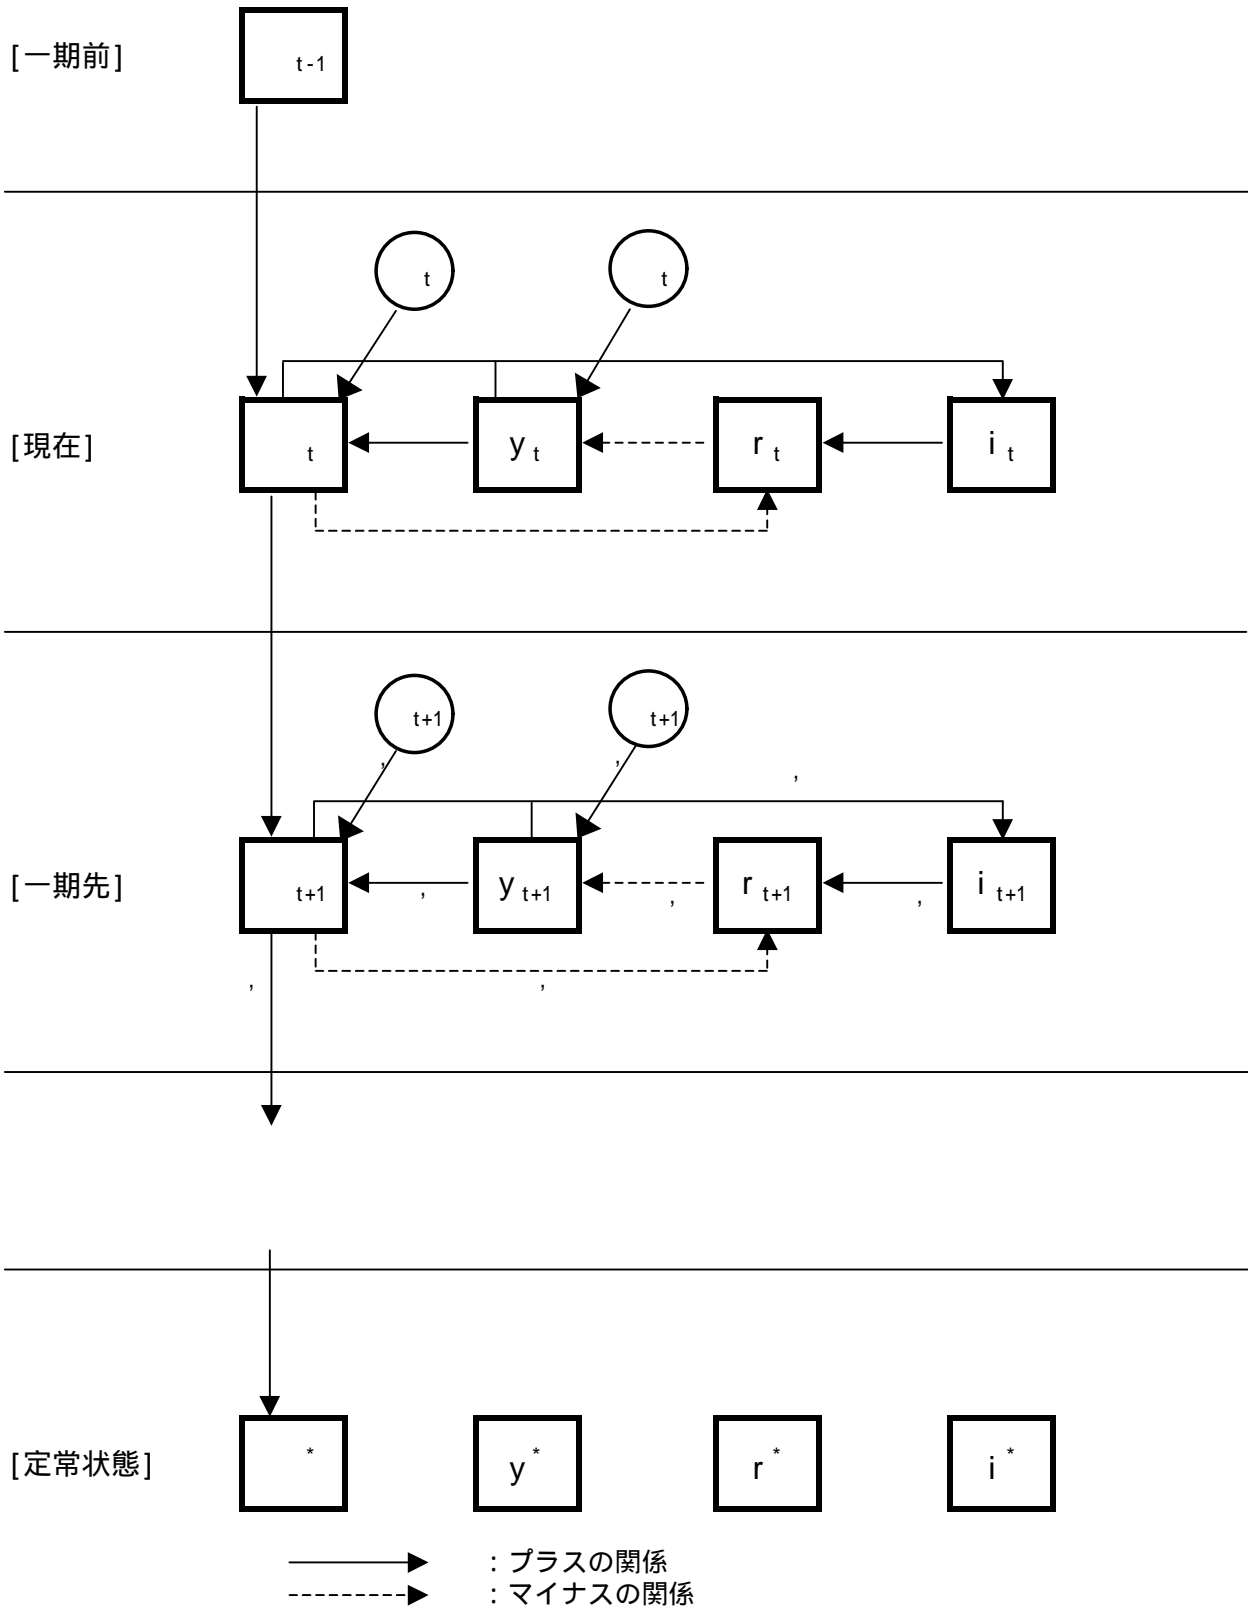 [一期前]
t-1
t
t
[現在]
t
y t
r t
i t
t+1
t+1
,
,
,
[一期先]
t+1
y t+1
r t+1
i t+1
,
,
,
,
,
[定常状態]
*
y *
r *
i *
：プラスの関係
：マイナスの関係